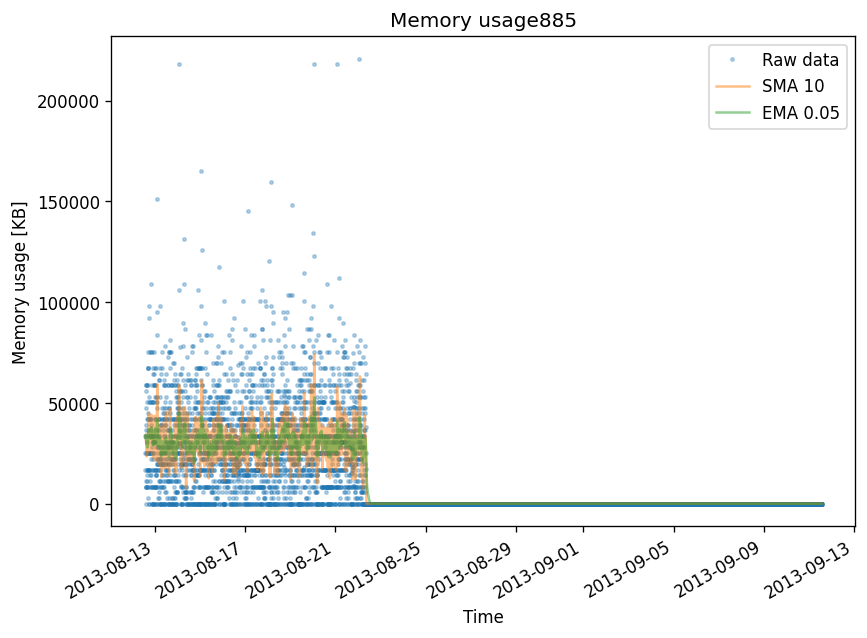 Memory usage885
Raw data
SMA 10
EMA 0.05
Memory usage [KB]
200000
150000
100000
50000
0
2013-08-13
2013-08-17
2013-08-21
2013-08-25
2013-08-29
2013-09-01
2013-09-05
2013-09-09
2013-09-13
Time